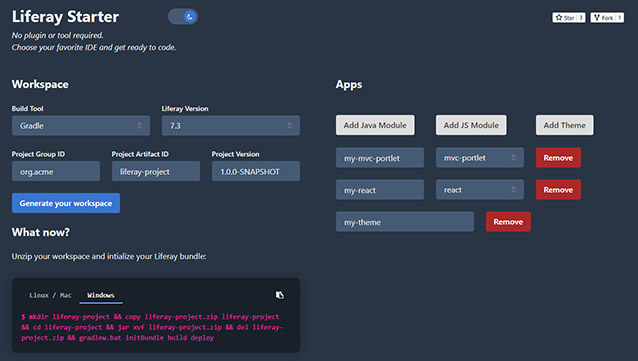 Liferay Starter
Star 3
Fork 1
No plugin or tool required.
Choose your favorite IDE and get ready to code.
Workspace
Build Tool
Liferay Version
Gradle
7.3
Project Group ID
Project Artifact ID
Project Version
org.acme
liferay-project
1.0.0-SNAPSHOT
Generate your workspace
What now?
Unzip your workspace and intialize your Liferay bundle:
Linux / Mac
Windows
$ mkdir liferay-project && copy liferay-project.zip liferay-project
&& cd liferay-project && jar xvf liferay-project.zip && del liferay-
project.zip && gradlew.bat initBundle build deploy
Apps
Add Java Module
Add JS Module
Add Theme
my-mvc-portlet
mvc-portlet
Remove
my-react
react
Remove
my-theme
Remove